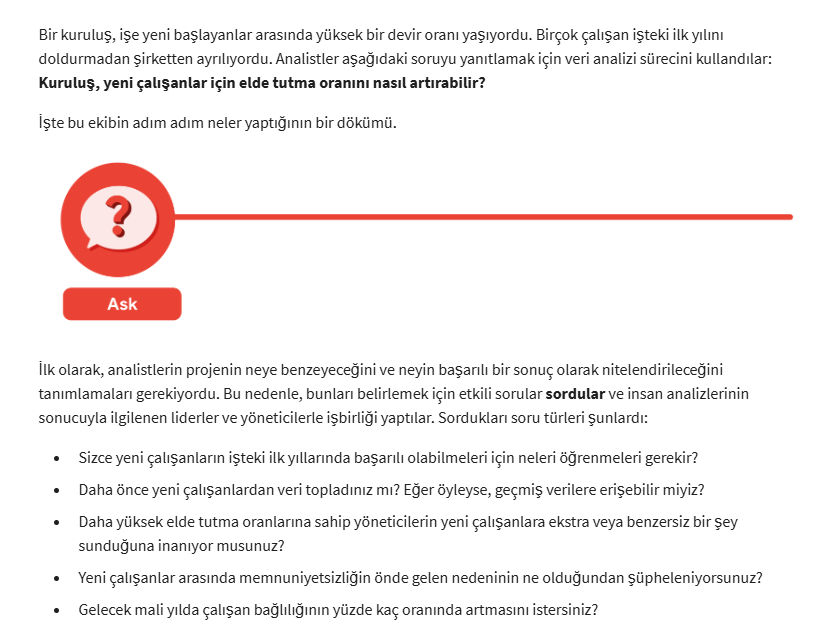 Bir kuruluş, işe yeni başlayanlar arasında yüksek bir devir oranı yaşıyordu. Birçok çalışan işteki ilk yılını
doldurmadan şirketten ayrılıyordu. Analistler aşağıdaki soruyu yanıtlamak için veri analizi sürecini kullandılar:
Kuruluş, yeni çalışanlar için elde tutma oranını nasıl artırabilir?
İşte bu ekibin adım adım neler yaptığının bir dökümü.
?
Ask
İlk olarak, analistlerin projenin neye benzeyeceğini ve neyin başarılı bir sonuç olarak nitelendirileceğini
tanımlamaları gerekiyordu. Bu nedenle, bunları belirlemek için etkili sorular sordular ve insan analizlerinin
sonucuyla ilgilenen liderler ve yöneticilerle işbirliği yaptılar. Sordukları soru türleri şunlardı:
• Sizce yeni çalışanların işteki ilk yıllarında başarılı olabilmeleri için neleri öğrenmeleri gerekir?
• Daha önce yeni çalışanlardan veri topladınız mı? Eğer öyleyse, geçmiş verilere erişebilir miyiz?
• Daha yüksek elde tutma oranlarına sahip yöneticilerin yeni çalışanlara ekstra veya benzersiz bir şey
sunduğuna inanıyor musunuz?
• Yeni çalışanlar arasında memnuniyetsizliğin önde gelen nedeninin ne olduğundan şüpheleniyorsunuz?
• Gelecek mali yılda çalışan bağlılığının yüzde kaç oranında artmasını istersiniz?